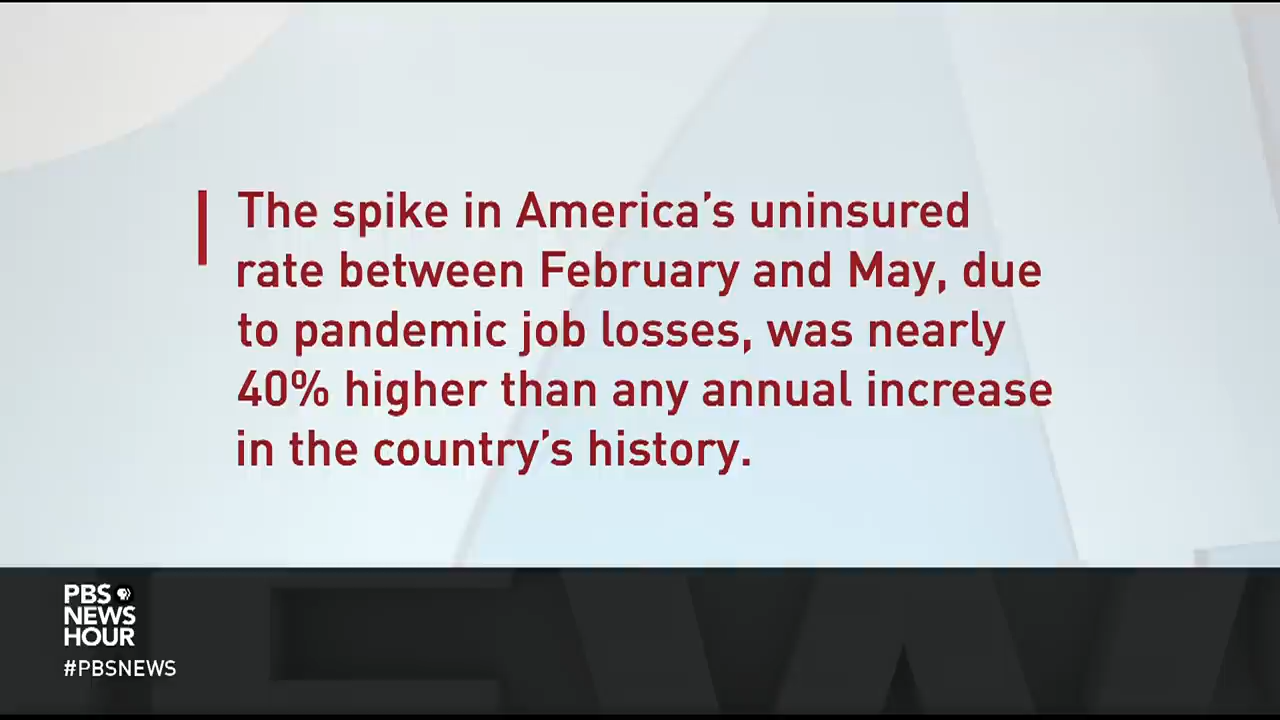 The spike in America's uninsured
rate between February and May, due
to pandemic job losses, was nearly
40% higher than any annual increase
in the country's history.
PBS
NEWS
HOUR
#PBSNEWS